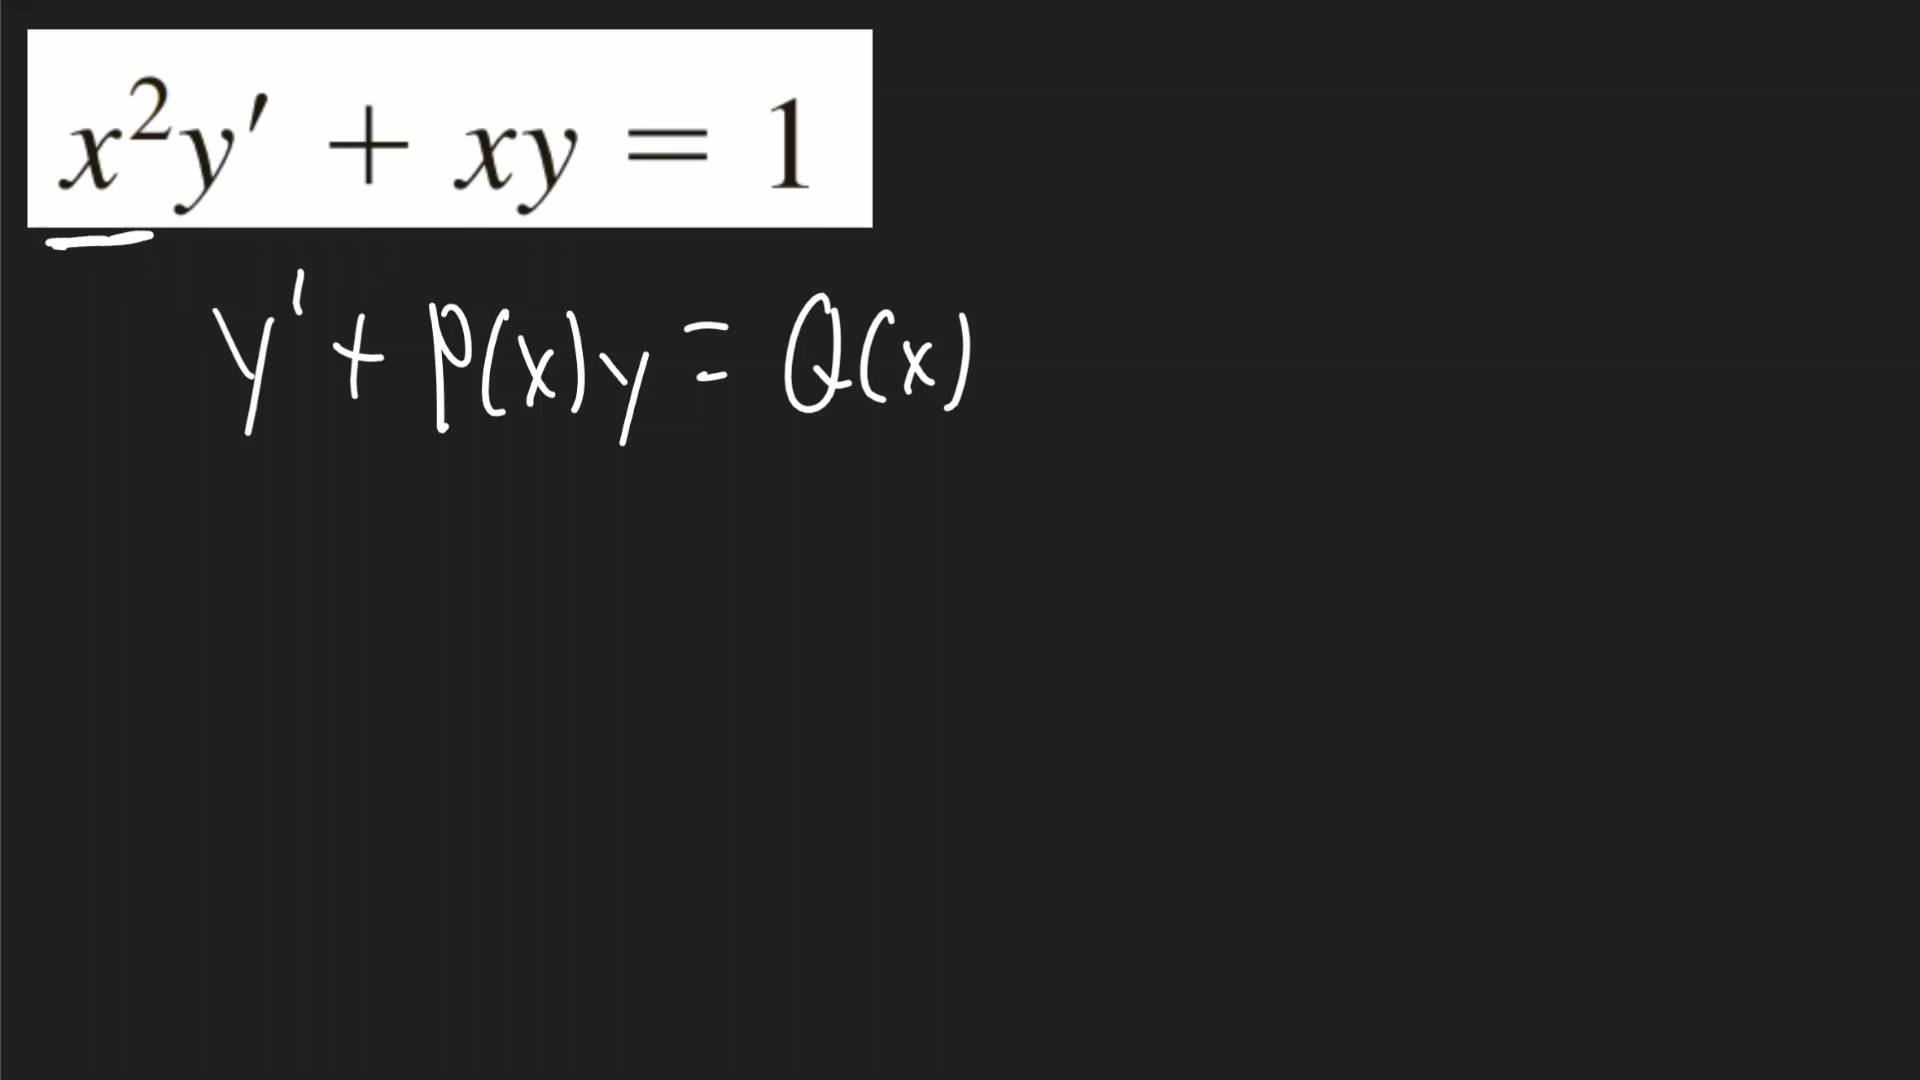 x²y′ + xy = 1
y' + P(x)y = Q(x)